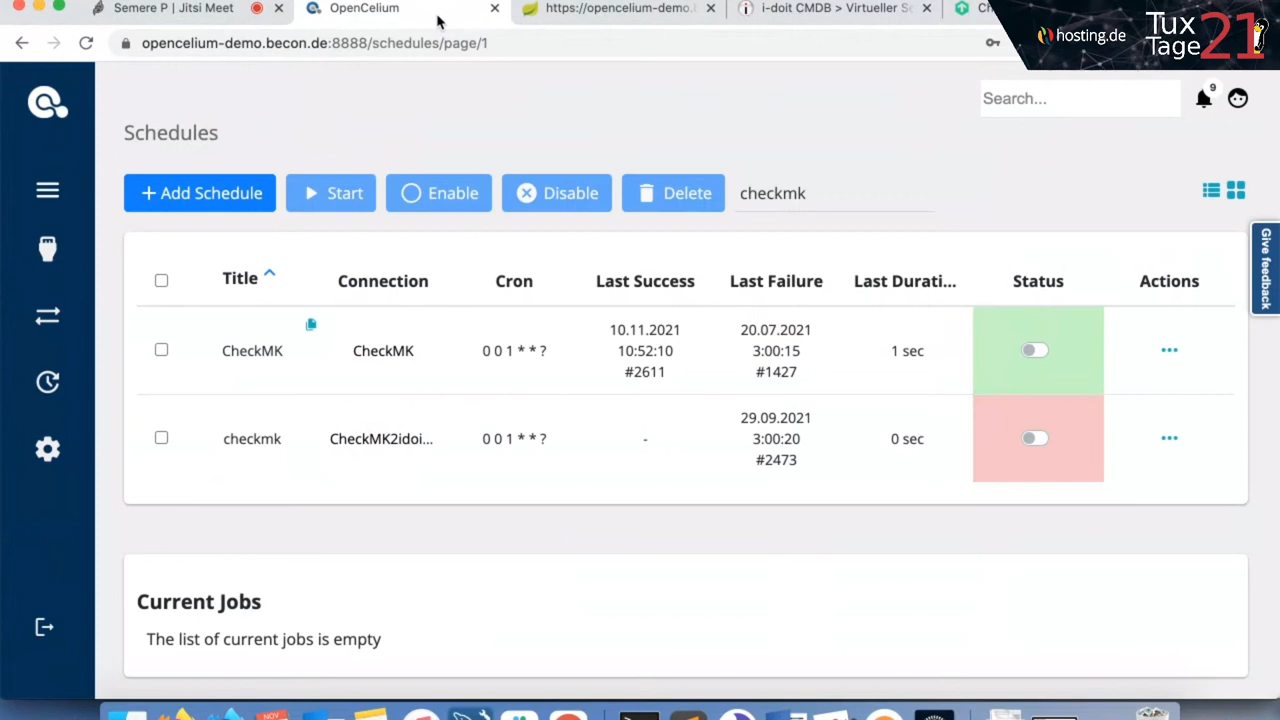 Semere P | Jitsi Meet
OpenCelium
https://opencelium-demo.
i-doit CMDB > Virtueller Se
Ch
hosting.de
Tux
Tage
21
opencelium-demo.becon.de:8888/schedules/page/1
Search...
9
Schedules
+ Add Schedule
Start
Enable
Disable
Delete
checkmk
Give feedback
Title
Connection
Cron
Last Success
Last Failure
Last Durati...
Status
Actions
CheckMK
CheckMK
0 0 1 * * ?
10.11.2021
10:52:10
#2611
20.07.2021
3:00:15
#1427
1 sec
checkmk
CheckMK2idoi...
0 0 1 * * ?
-
29.09.2021
3:00:20
#2473
0 sec
Current Jobs
The list of current jobs is empty
NOV